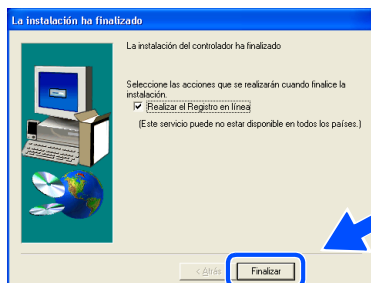 La instalación ha finalizado
La instalación del controlador ha finalizado
Seleccione las acciones que se realizarán cuando finalice la
instalación.
Realizar el Registro en línea
(Este servicio puede no estar disponible en todos los países.)
< Atrás
Finalizar